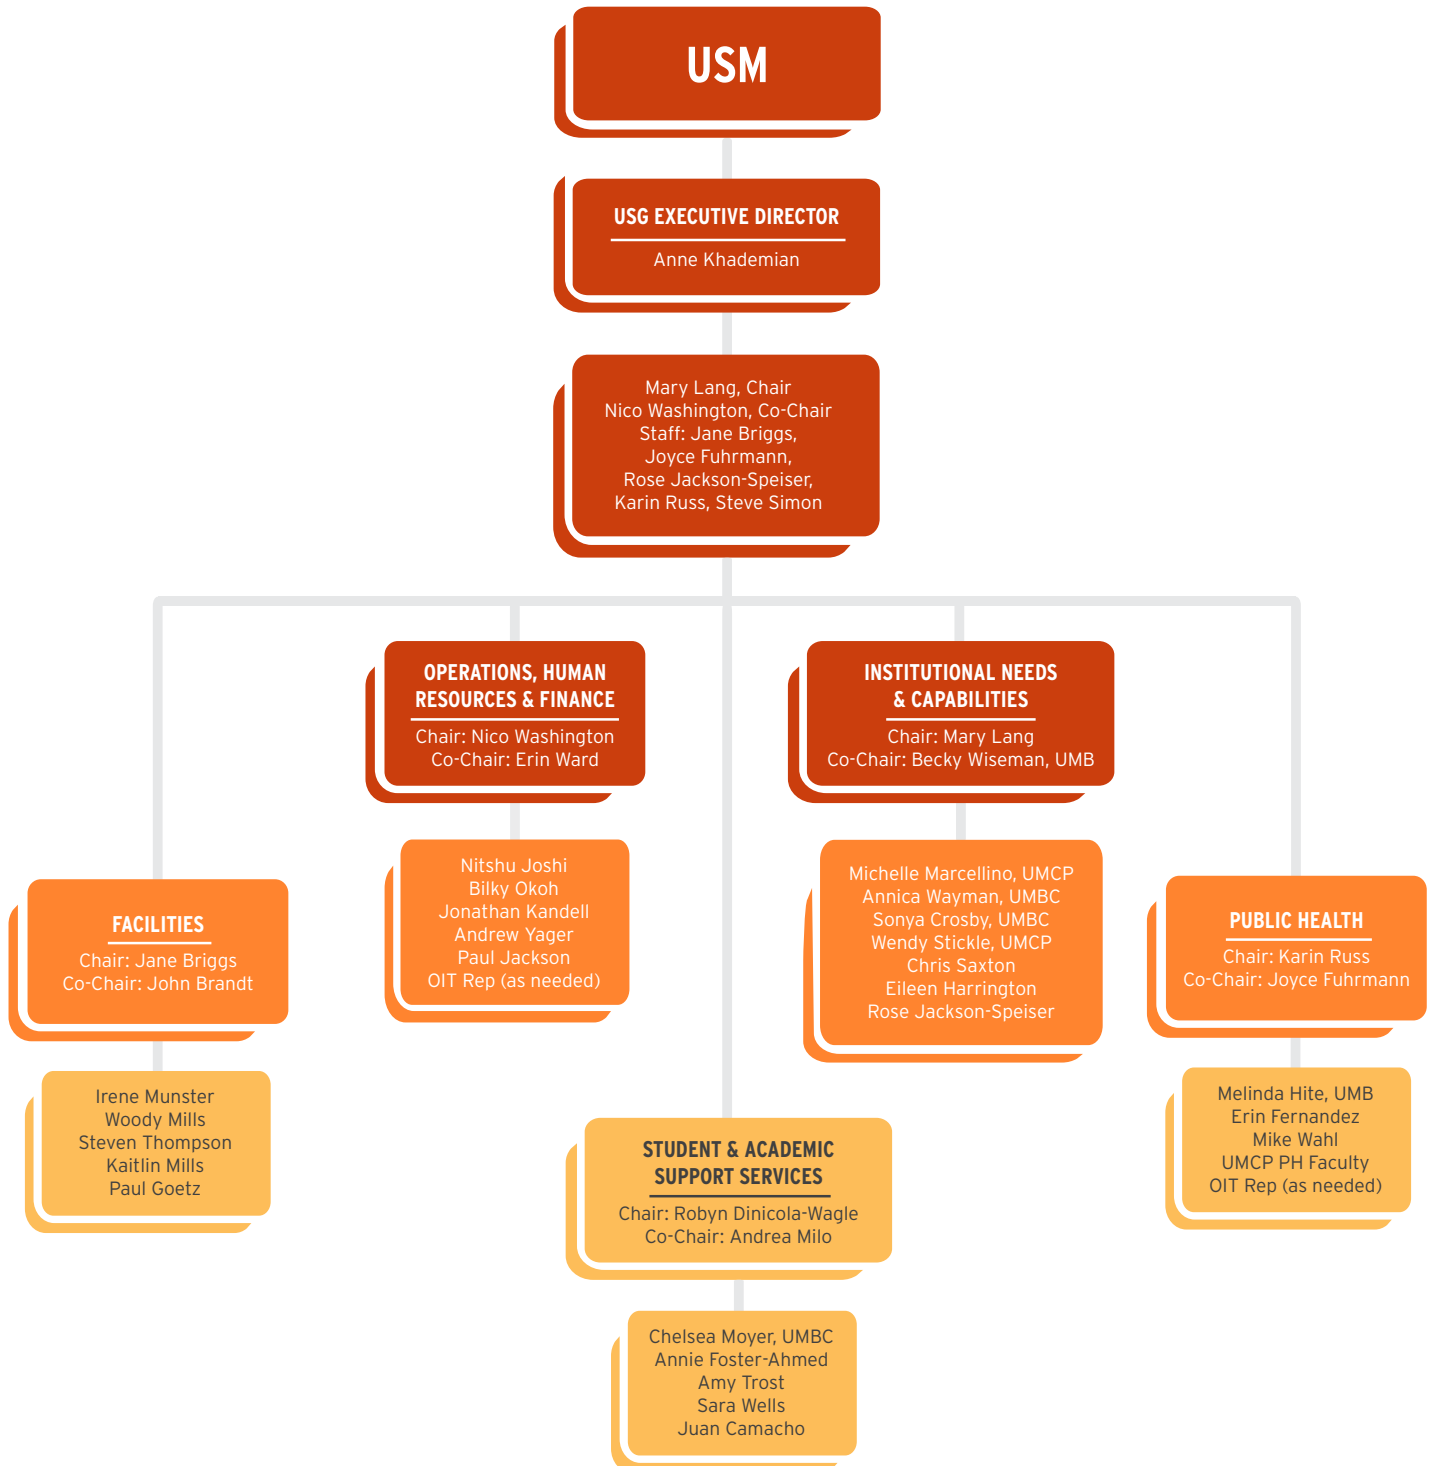 USM
USG EXECUTIVE DIRECTOR
Anne Khademian
Mary Lang, Chair
Nico Washington, Co-Chair
Staff: Jane Briggs,
Joyce Fuhrmann,
Rose Jackson-Speiser,
Karin Russ, Steve Simon
OPERATIONS, HUMAN
RESOURCES & FINANCE
Chair: Nico Washington
Co-Chair: Erin Ward
Nitshu Joshi
Bilky Okoh
Jonathan Kandell
Andrew Yager
Paul Jackson
OIT Rep (as needed)
INSTITUTIONAL NEEDS
& CAPABILITIES
Chair: Mary Lang
Co-Chair: Becky Wiseman, UMB
Michelle Marcellino, UMCP
Annica Wayman, UMBC
Sonya Crosby, UMBC
Wendy Stickle, UMCP
Chris Saxton
Eileen Harrington
Rose Jackson-Speiser
FACILITIES
Chair: Jane Briggs
Co-Chair: John Brandt
Irene Munster
Woody Mills
Steven Thompson
Kaitlin Mills
Paul Goetz
PUBLIC HEALTH
Chair: Karin Russ
Co-Chair: Joyce Fuhrmann
Melinda Hite, UMB
Erin Fernandez
Mike Wahl
UMCP PH Faculty
OIT Rep (as needed)
STUDENT & ACADEMIC
SUPPORT SERVICES
Chair: Robyn Dinicola-Wagle
Co-Chair: Andrea Milo
Chelsea Moyer, UMBC
Annie Foster-Ahmed
Amy Trost
Sara Wells
Juan Camacho